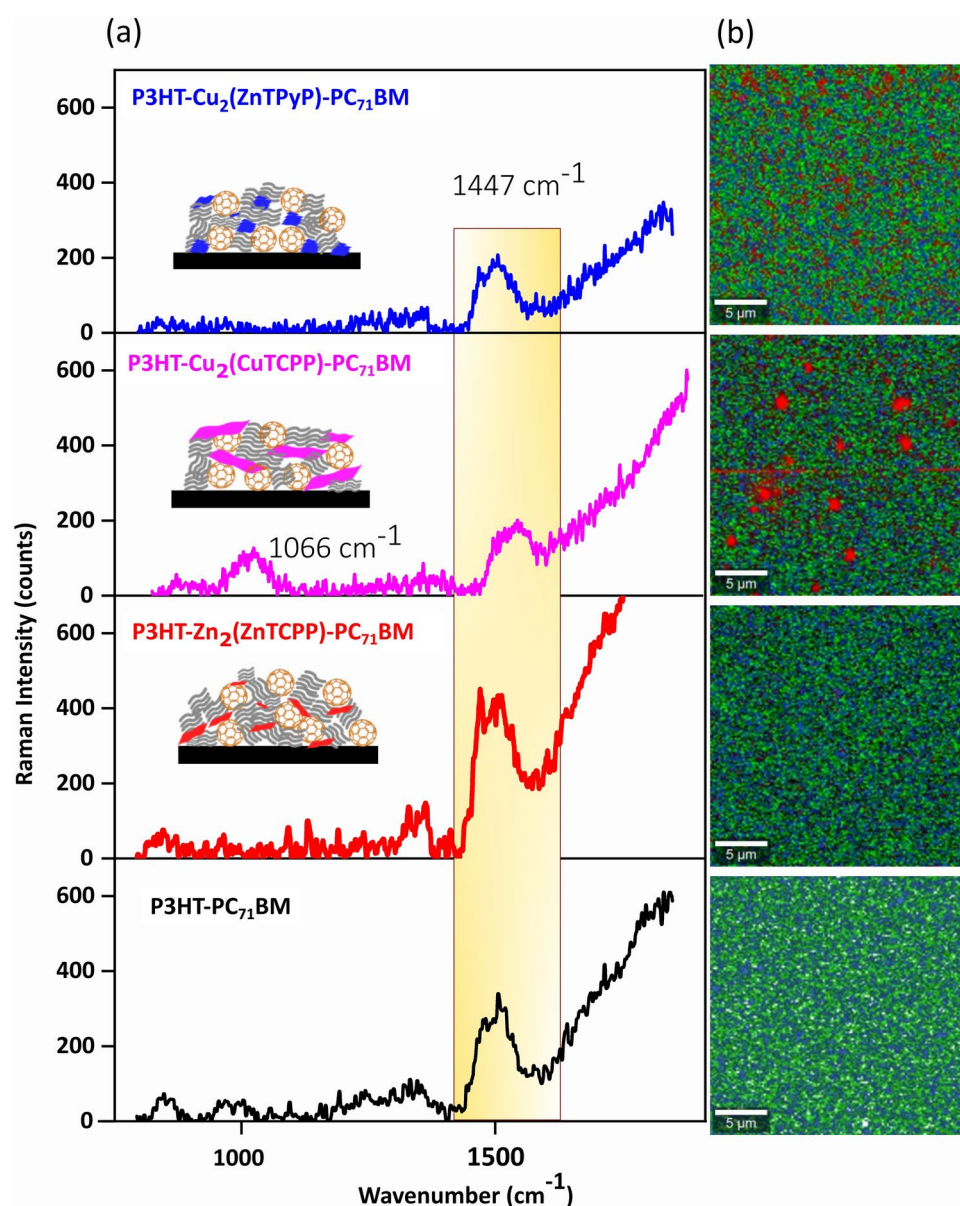 (a)
(b)
P3HT-Cu₂(ZnTPyP)-PC₇₁BM
1447 cm⁻¹
600
400
200
0
5 µm
P3HT-Cu₂(CuTCPP)-PC₇₁BM
1066 cm⁻¹
600
400
200
0
5 µm
P3HT-Zn₂(ZnTCPP)-PC₇₁BM
600
400
200
0
5 µm
P3HT-PC₇₁BM
600
400
200
0
5 µm
Raman Intensity (counts)
1000
1500
Wavenumber (cm⁻¹)